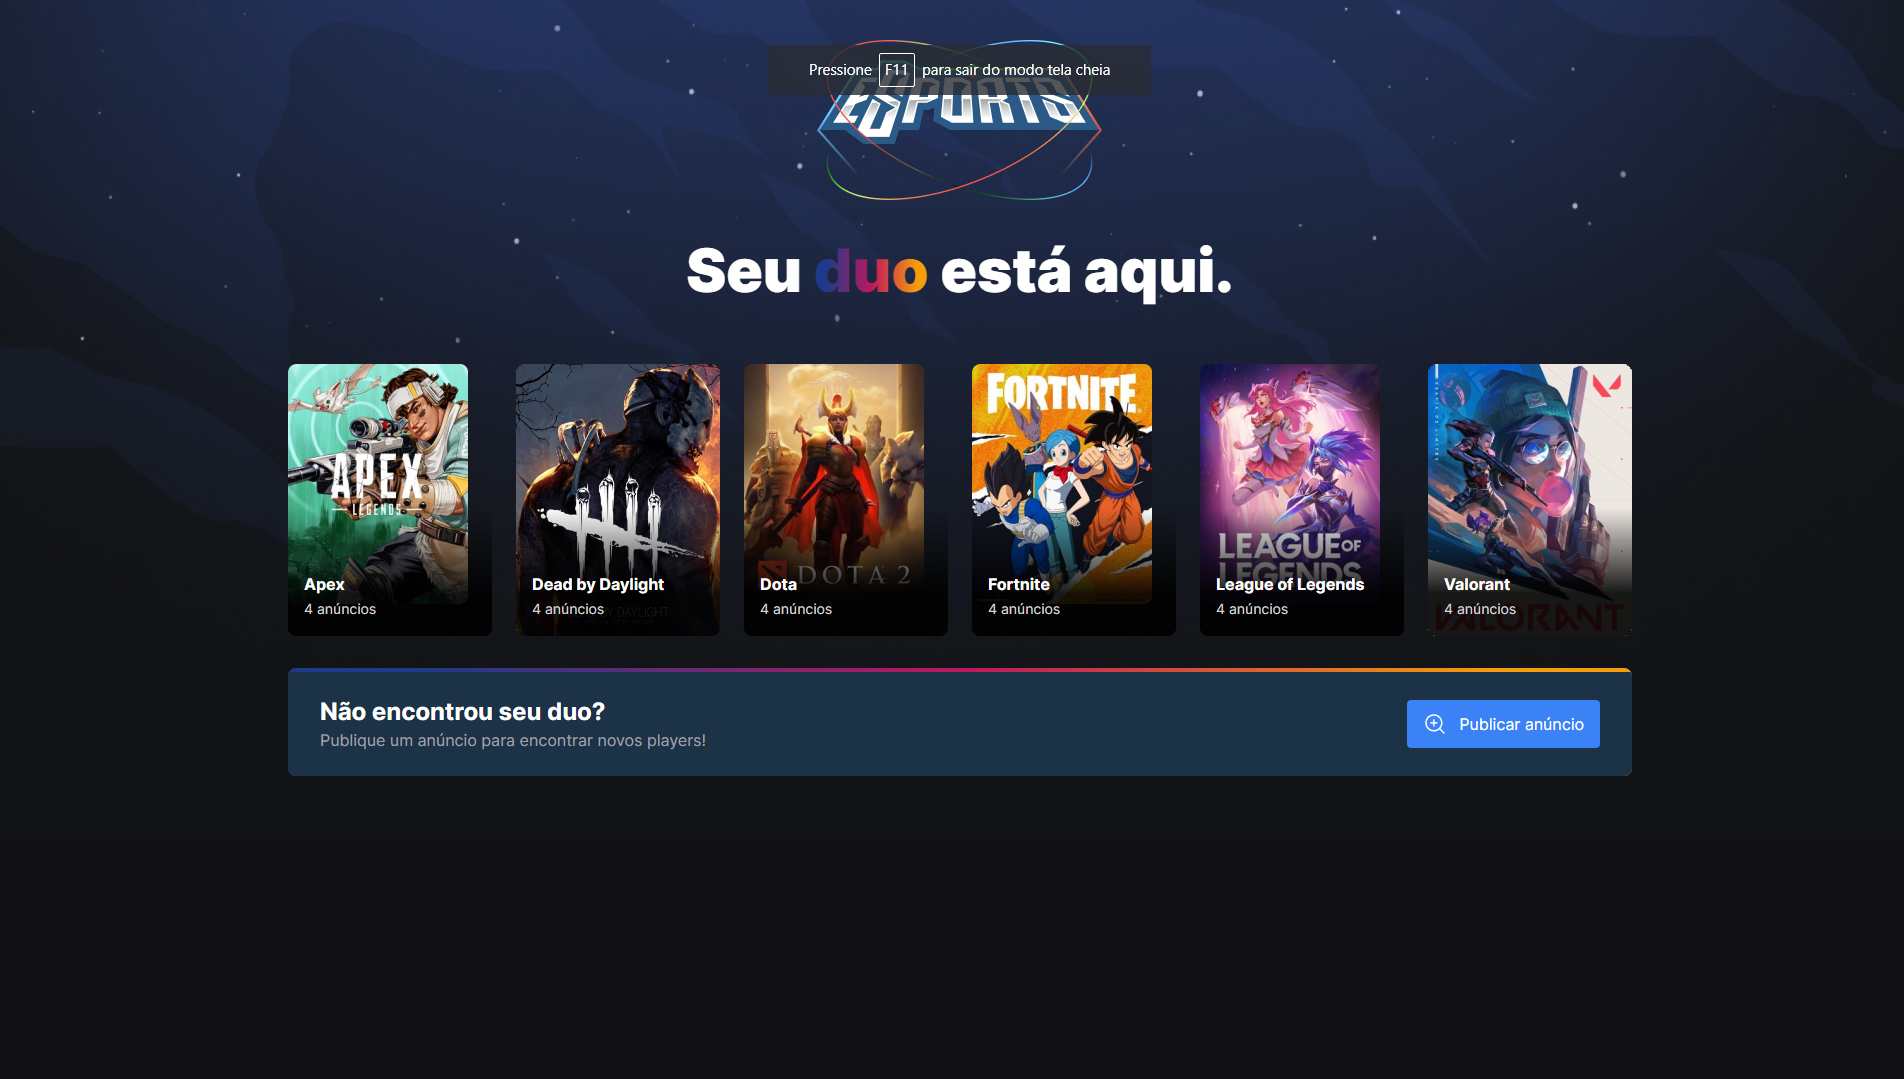 Pressione F11 para sair do modo tela cheia
ESPORTS
Seu duo está aqui.
APEX
LEGENDS
Apex
4 anúncios
Dead by Daylight
4 anúncios
DOTA 2
Dota
4 anúncios
FORTNITE
Fortnite
4 anúncios
LEAGUE OF
LEGENDS
League of Legends
4 anúncios
Valorant
4 anúncios
VALORANT
Não encontrou seu duo?
Publique um anúncio para encontrar novos players!
Publicar anúncio